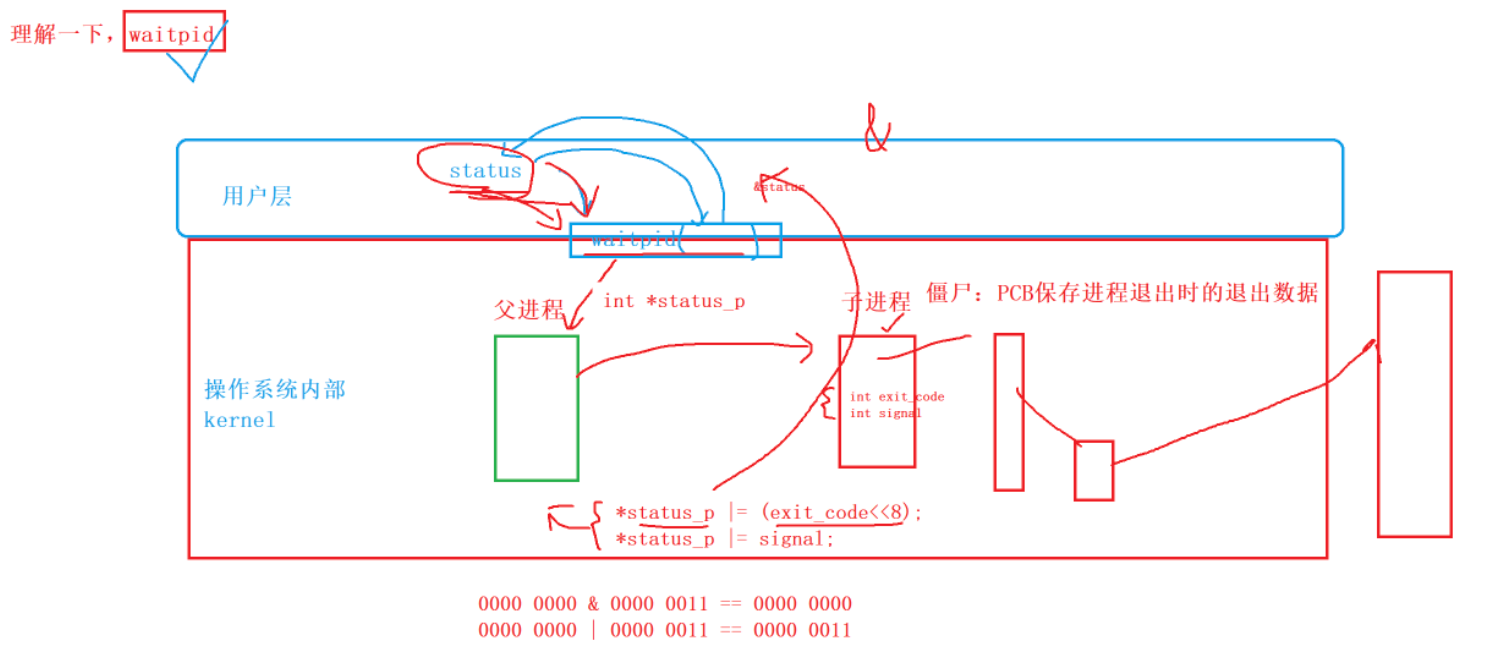 理解一下，waitpid
&
status
&status
用户层
waitpid(
int *status_p
父进程
子进程
僵尸：PCB保存进程退出时的退出数据
操作系统内部
kernel
int exit_code
int signal
*status_p |= (exit_code<<8);
*status_p |= signal;
0000 0000 & 0000 0011 == 0000 0000
0000 0000 | 0000 0011 == 0000 0011